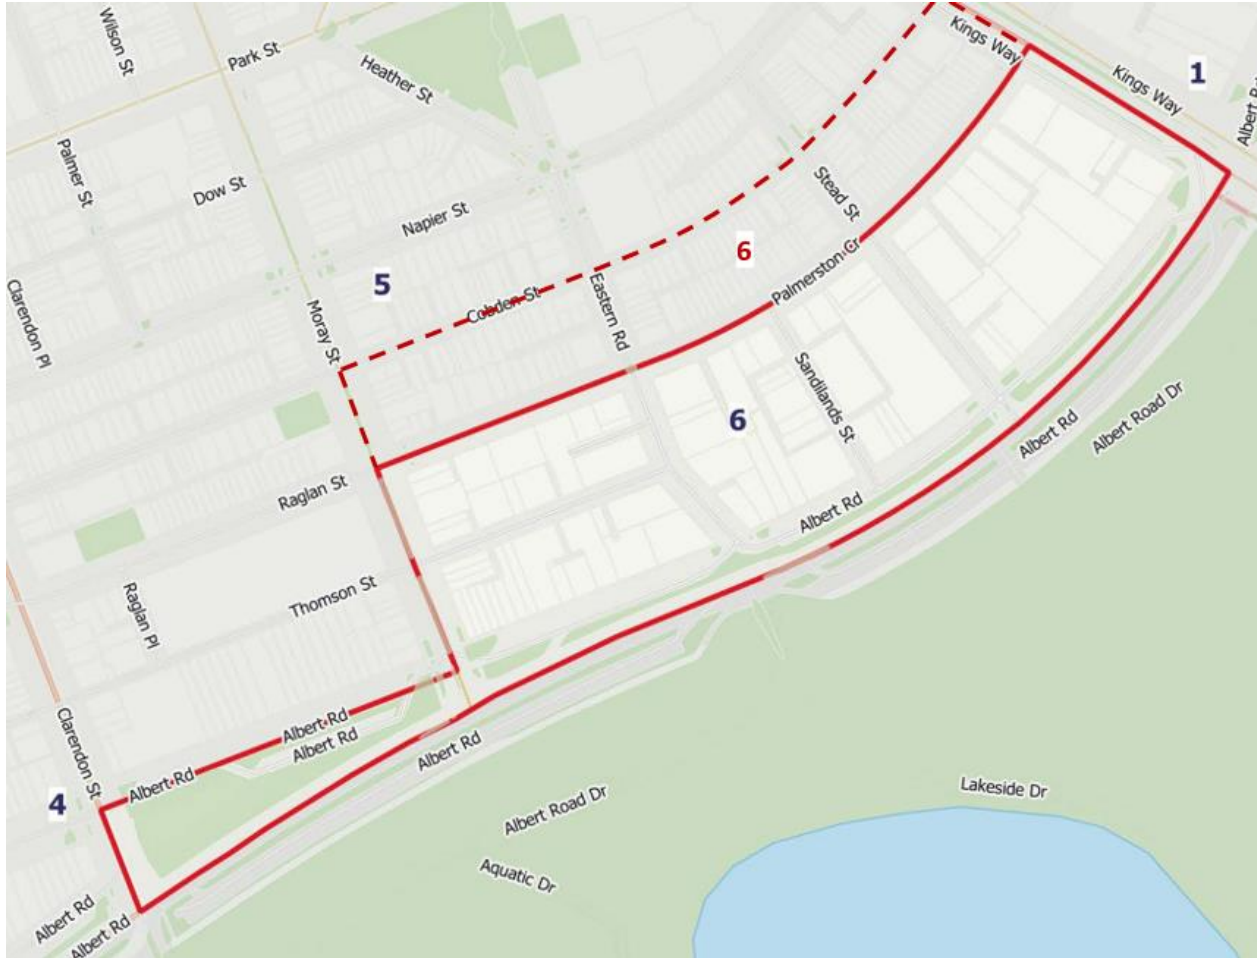 Wilson St
Park St
Heather St
Kings Way
Kings Way
1
Palmer St
Dow St
Napier St
Stead St
6
Palmerston Cr
5
Clarendon Pl
Moray St
Cobden St
Eastern Rd
Sandilands St
6
Albert Rd
Albert Road Dr
Raglan St
Albert Rd
Thomson St
Raglan Pl
Clarendon St
Albert Rd
Albert Rd
Albert Rd
Albert Rd
4
Albert Road Dr
Lakeside Dr
Aquatic Dr
Albert Rd
Albert Rd